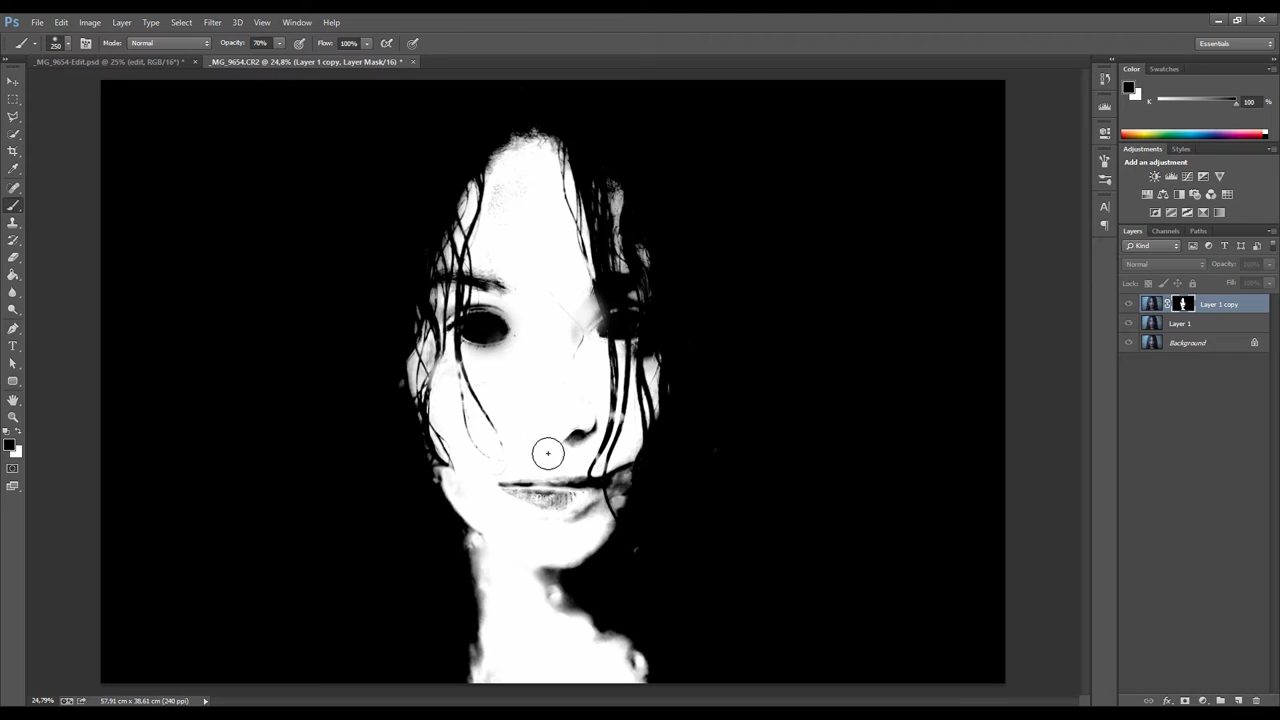 Ps File Edit Image Layer Type Select Filter 3D View Window Help
250 Mode: Normal Opacity: 70% Flow: 100% Essentials
_MG_9654-Edit.psd @ 25% (edit, RGB/16*) * × _MG_9654.CR2 @ 24,8% (Layer 1 copy, Layer Mask/16) * ×
Color Swatches
K 100 %
Adjustments Styles
Add an adjustment
Layers Channels Paths
Kind
Normal Opacity: 100%
Lock: Fill: 100%
Layer 1 copy
Layer 1
Background
24,79% 57,91 cm x 38,61 cm (240 ppi)